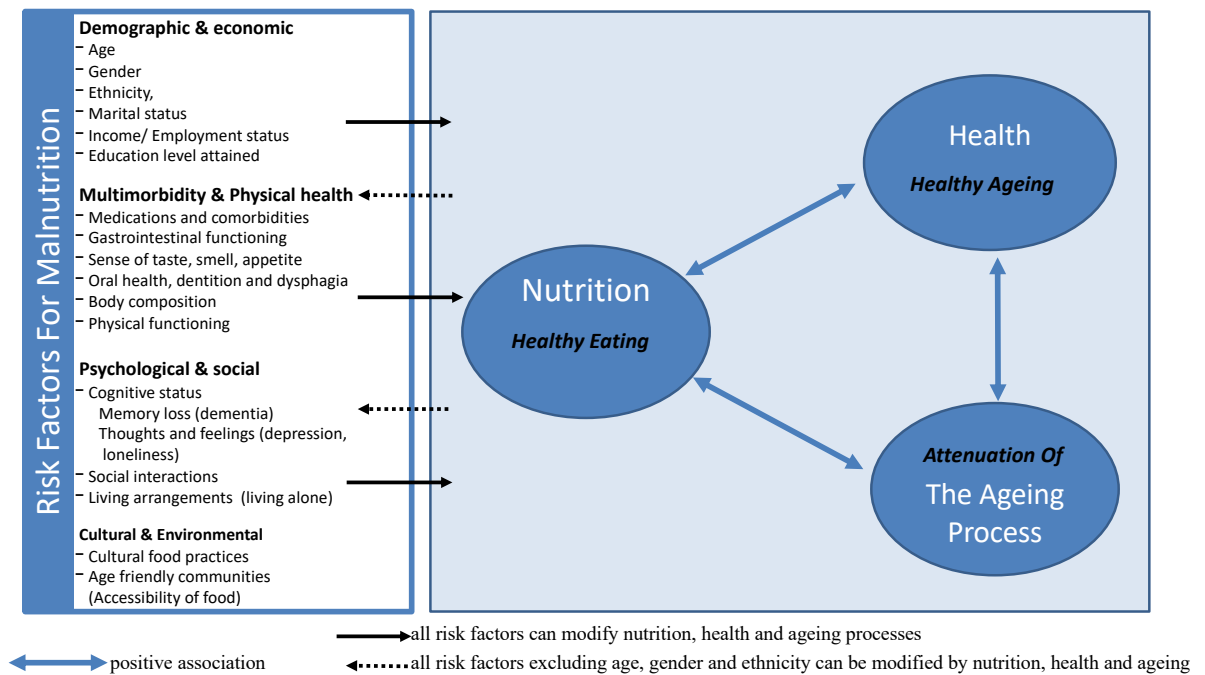 Risk Factors For Malnutrition
Demographic & economic
− Age
− Gender
− Ethnicity,
− Marital status
− Income/ Employment status
− Education level attained
Multimorbidity & Physical health
− Medications and comorbidities
− Gastrointestinal functioning
− Sense of taste, smell, appetite
− Oral health, dentition and dysphagia
− Body composition
− Physical functioning
Psychological & social
− Cognitive status
Memory loss (dementia)
Thoughts and feelings (depression,
loneliness)
− Social interactions
− Living arrangements (living alone)
Cultural & Environmental
− Cultural food practices
− Age friendly communities
(Accessibility of food)
Nutrition
Healthy Eating
Health
Healthy Ageing
Attenuation Of
The Ageing
Process
all risk factors can modify nutrition, health and ageing processes
positive association
all risk factors excluding age, gender and ethnicity can be modified by nutrition, health and ageing